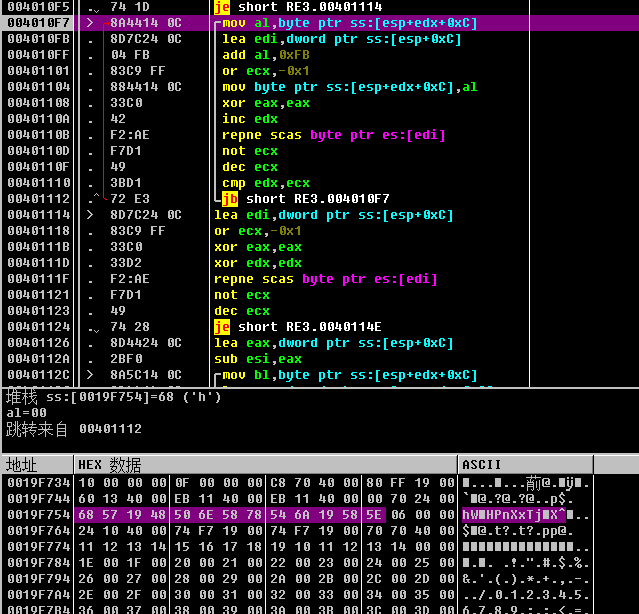 004010F5 ., 74 1D je short RE3.00401114
004010F7 > 8A4414 0C mov al,byte ptr ss:[esp+edx+0xC]
004010FB . 8D7C24 0C lea edi,dword ptr ss:[esp+0xC]
004010FF . 04 FB add al,0xFB
00401101 . 83C9 FF or ecx,-0x1
00401104 . 884414 0C mov byte ptr ss:[esp+edx+0xC],al
00401108 . 33C0 xor eax,eax
0040110A . 42 inc edx
0040110B . F2:AE repne scas byte ptr es:[edi]
0040110D . F7D1 not ecx
0040110F . 49 dec ecx
00401110 . 3BD1 cmp edx,ecx
00401112 .^ 72 E3 jb short RE3.004010F7
00401114 > 8D7C24 0C lea edi,dword ptr ss:[esp+0xC]
00401118 . 83C9 FF or ecx,-0x1
0040111B . 33C0 xor eax,eax
0040111D . 33D2 xor edx,edx
0040111F . F2:AE repne scas byte ptr es:[edi]
00401121 . F7D1 not ecx
00401123 . 49 dec ecx
00401124 ., 74 28 je short RE3.0040114E
00401126 . 8D4424 0C lea eax,dword ptr ss:[esp+0xC]
0040112A . 2BF0 sub esi,eax
0040112C > 8A5C14 0C mov bl,byte ptr ss:[esp+edx+0xC]
堆栈 ss:[0019F754]=68 ('h')
al=00
跳转来自 00401112
地址 HEX 数据 ASCII
0019F734 10 00 00 00 0F 00 00 00 C8 70 40 00 80 FF 19 00
0019F744 60 13 40 00 EB 11 40 00 EB 11 40 00 00 70 24 00 `■@.?@.?@..p$.
0019F754 68 57 19 48 50 6E 58 78 54 6A 19 58 5E 06 00 00 hW■HPnXxTj■X^■..
0019F764 24 10 40 00 74 F7 19 00 74 F7 19 00 70 70 40 00 $■@.t?.t?.pp@.
0019F774 11 12 13 14 15 16 17 18 19 10 11 12 13 14 00 00
0019F784 1E 00 1F 00 20 00 21 00 22 00 23 00 24 00 25 00 ■.■. .!.".#.$.%.
0019F794 26 00 27 00 28 00 29 00 2A 00 2B 00 2C 00 2D 00 &.'.(.).*.+.,.-.
0019F7A4 2E 00 2F 00 30 00 31 00 32 00 33 00 34 00 35 00 ../.0.1.2.3.4.5.
0019F7B4 36 00 37 00 38 00 39 00 3A 00 3B 00 3C 00 3D 00 6.7.8.9.:.;.<.=.